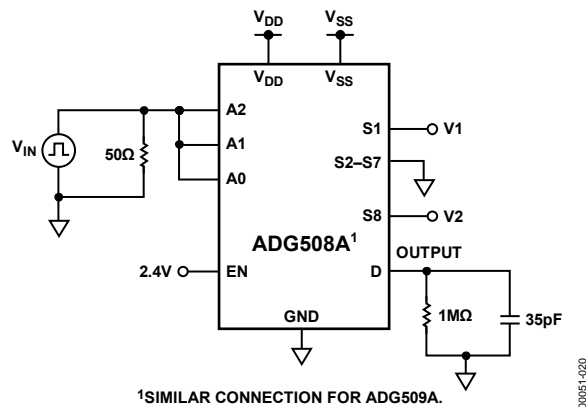 VDD
VSS
VDD
VSS
A2
S1
V1
VIN
50Ω
A1
S2–S7
A0
S8
V2
ADG508A1
OUTPUT
2.4V
EN
D
GND
1MΩ
35pF
1SIMILAR CONNECTION FOR ADG509A.
00051-020